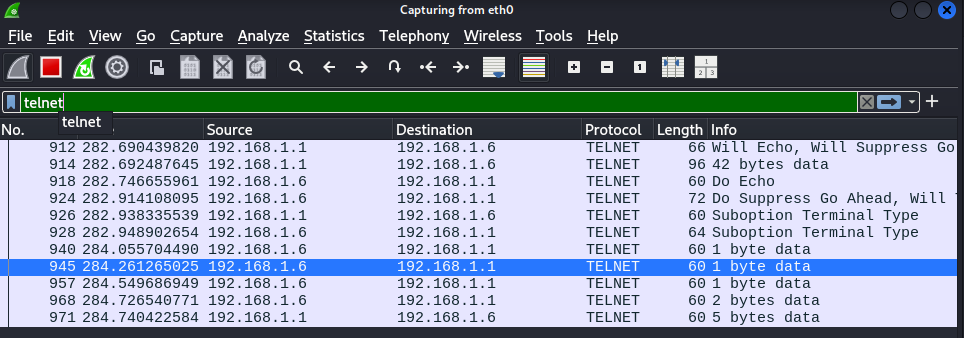 Capturing from eth0
File Edit View Go Capture Analyze Statistics Telephony Wireless Tools Help
telnet
telnet
No. Source Destination Protocol Length Info
912 282.690439820 192.168.1.1 192.168.1.6 TELNET 66 Will Echo, Will Suppress Go
914 282.692487645 192.168.1.1 192.168.1.6 TELNET 96 42 bytes data
918 282.746655961 192.168.1.6 192.168.1.1 TELNET 60 Do Echo
924 282.914108095 192.168.1.6 192.168.1.1 TELNET 72 Do Suppress Go Ahead, Will
926 282.938335539 192.168.1.1 192.168.1.6 TELNET 60 Suboption Terminal Type
928 282.948902654 192.168.1.6 192.168.1.1 TELNET 64 Suboption Terminal Type
940 284.055704490 192.168.1.6 192.168.1.1 TELNET 60 1 byte data
945 284.261265025 192.168.1.6 192.168.1.1 TELNET 60 1 byte data
957 284.549686949 192.168.1.6 192.168.1.1 TELNET 60 1 byte data
968 284.726540771 192.168.1.6 192.168.1.1 TELNET 60 2 bytes data
971 284.740422584 192.168.1.1 192.168.1.6 TELNET 60 5 bytes data